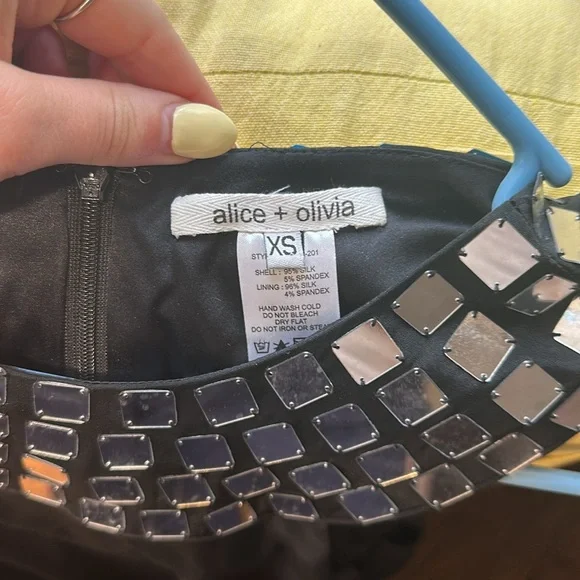 alice + olivia
XS
-201
SHELL : 95% SILK
5% SPANDEX
LINING : 96% SILK
4% SPANDEX
HAND WASH COLD
DO NOT BLEACH
DRY FLAT
DO NOT IRON OR